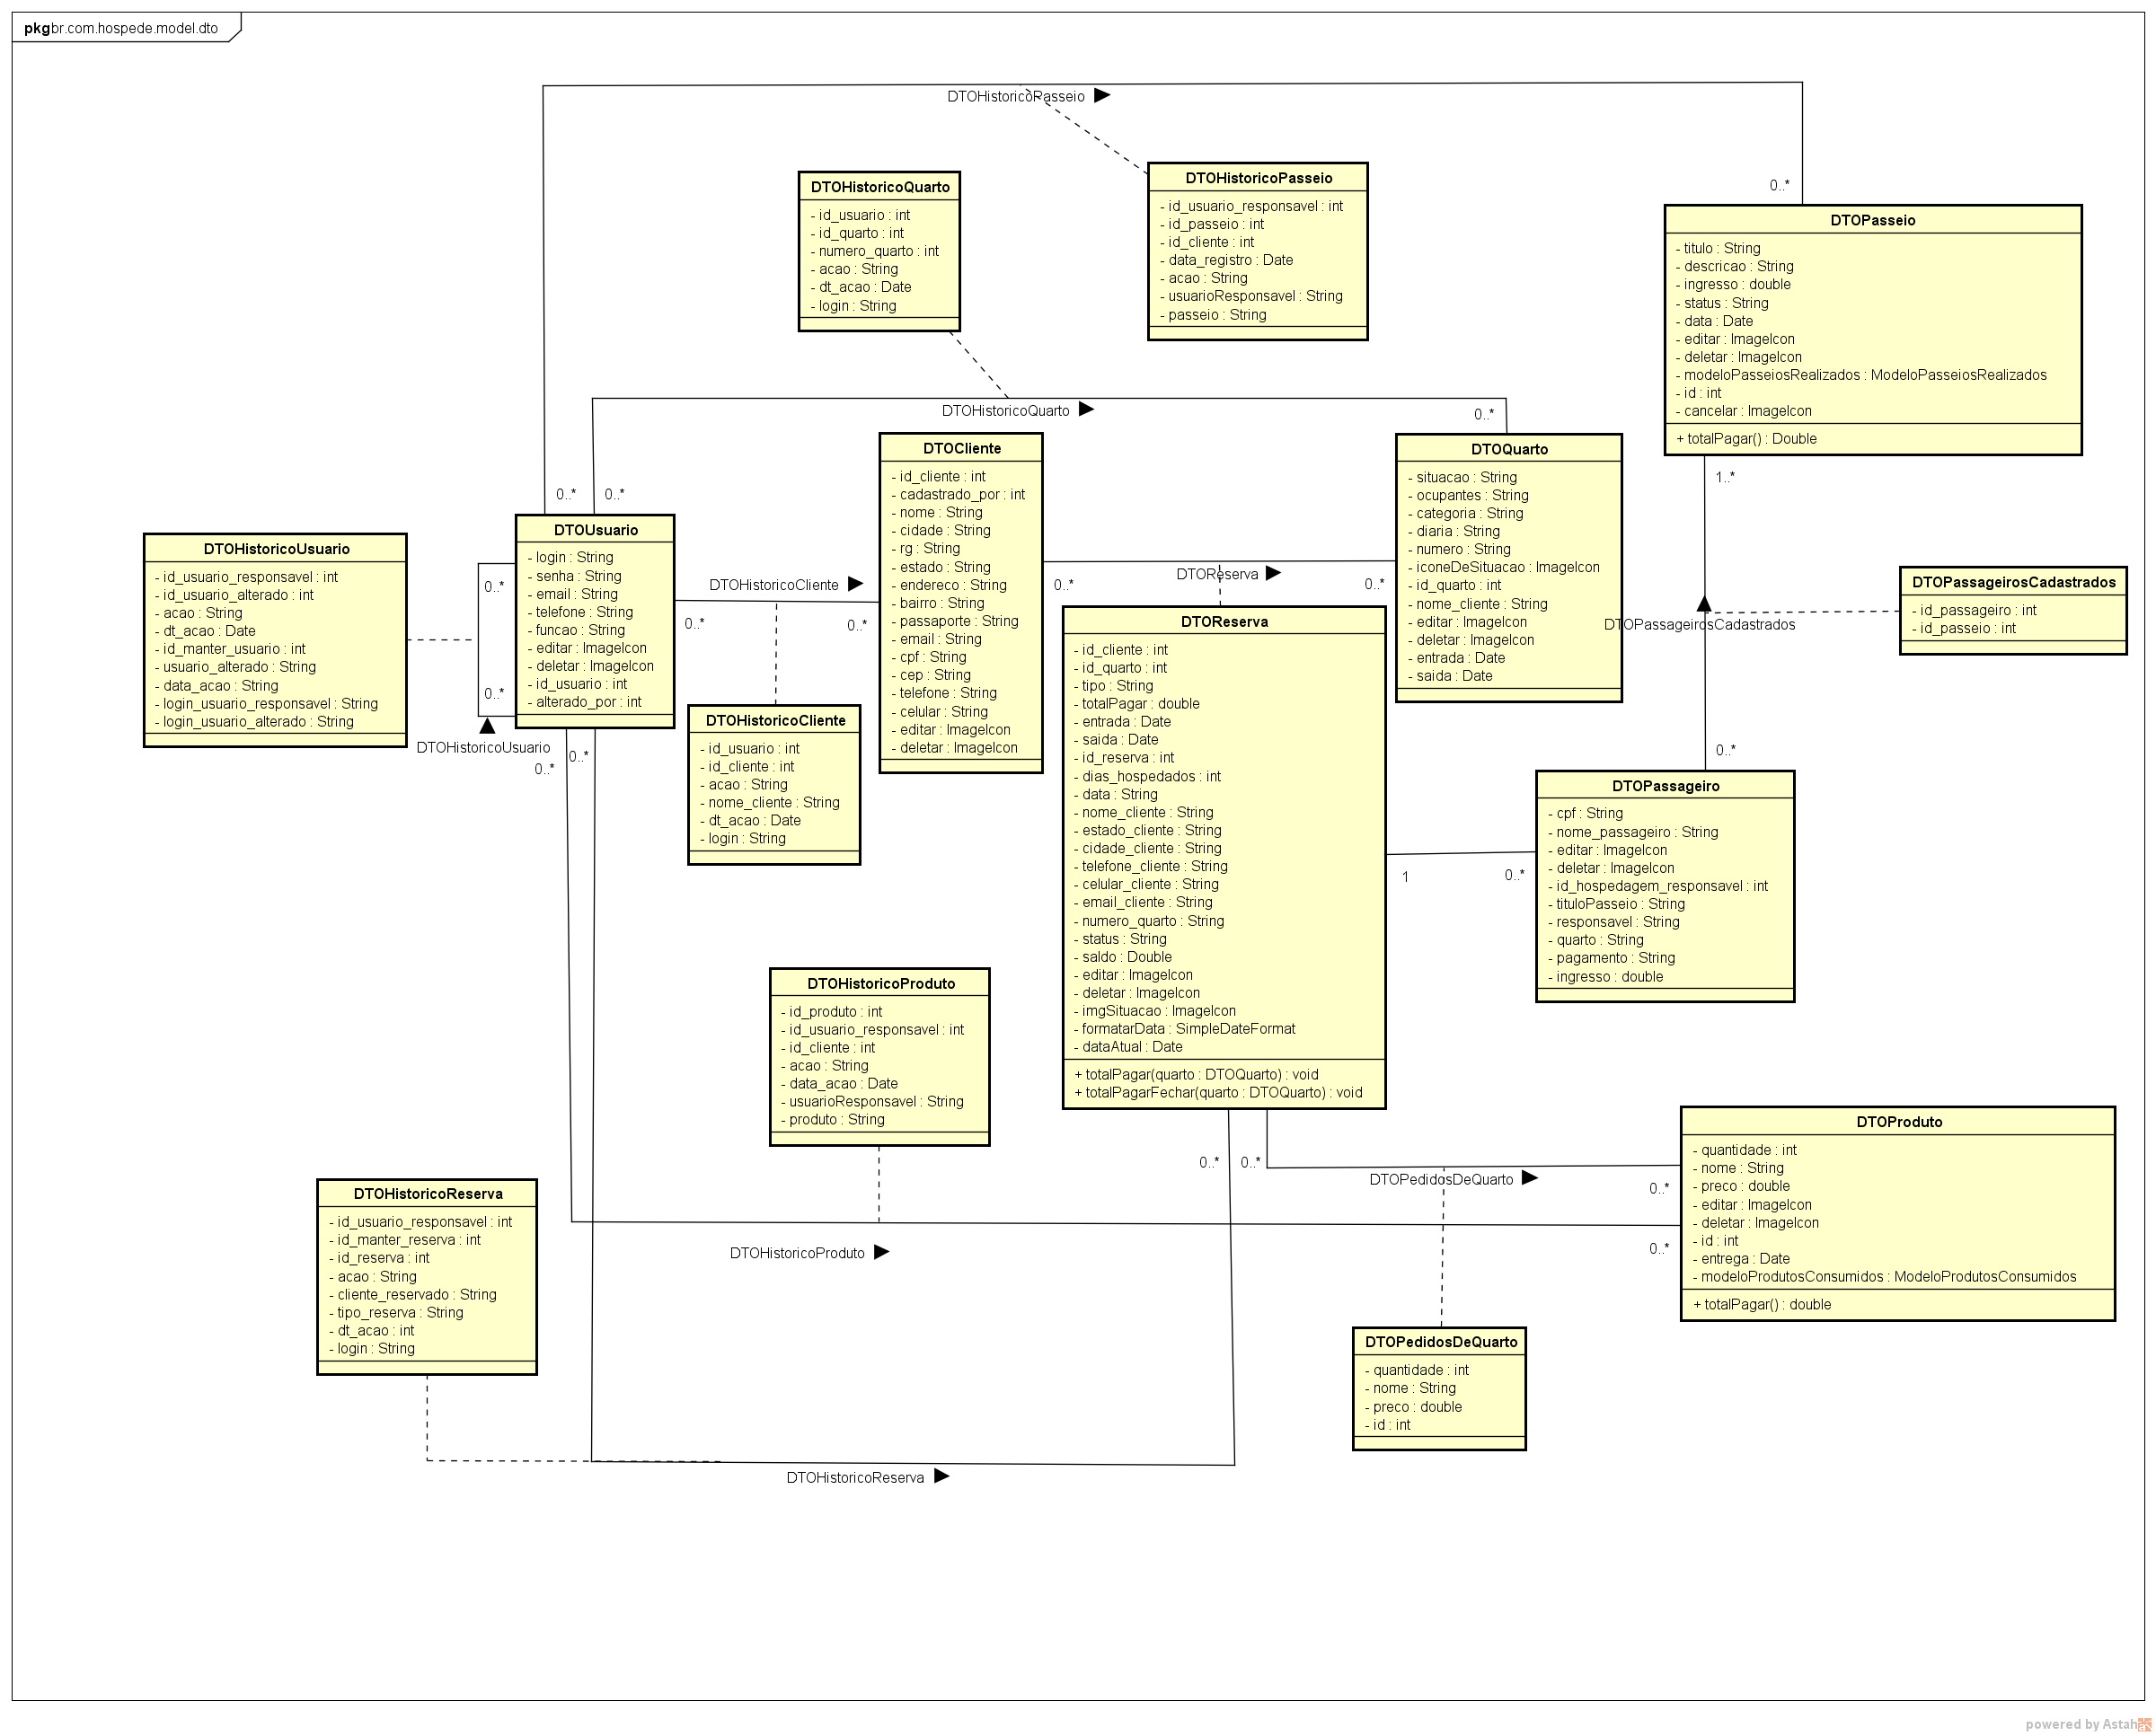 pkg br.com.hospede.model.dto
DTOHistoricoPasseio
0..*
DTOHistoricoQuarto
- id_usuario : int
- id_quarto : int
- numero_quarto : int
- acao : String
- dt_acao : Date
- login : String
DTOHistoricoPasseio
- id_usuario_responsavel : int
- id_passeio : int
- id_cliente : int
- data_registro : Date
- acao : String
- usuarioResponsavel : String
- passeio : String
DTOPasseio
- titulo : String
- descricao : String
- ingresso : double
- status : String
- data : Date
- editar : ImageIcon
- deletar : ImageIcon
- modeloPasseiosRealizados : ModeloPasseiosRealizados
- id : int
- cancelar : ImageIcon
+ totalPagar() : Double
1..*
DTOHistoricoQuarto
0..*
0..*
0..*
DTOHistoricoUsuario
- id_usuario_responsavel : int
- id_usuario_alterado : int
- acao : String
- dt_acao : Date
- id_manter_usuario : int
- usuario_alterado : String
- data_acao : String
- login_usuario_responsavel : String
- login_usuario_alterado : String
0..*
0..*
DTOHistoricoUsuario
DTOUsuario
- login : String
- senha : String
- email : String
- telefone : String
- funcao : String
- editar : ImageIcon
- deletar : ImageIcon
- id_usuario : int
- alterado_por : int
0..*
0..*
DTOHistoricoCliente
0..*
0..*
DTOHistoricoCliente
- id_usuario : int
- id_cliente : int
- acao : String
- nome_cliente : String
- dt_acao : Date
- login : String
DTOCliente
- id_cliente : int
- cadastrado_por : int
- nome : String
- cidade : String
- rg : String
- estado : String
- endereco : String
- bairro : String
- passaporte : String
- email : String
- cpf : String
- cep : String
- telefone : String
- celular : String
- editar : ImageIcon
- deletar : ImageIcon
0..*
DTOReserva
0..*
DTOQuarto
- situacao : String
- ocupantes : String
- categoria : String
- diaria : String
- numero : String
- iconeDeSituacao : ImageIcon
- id_quarto : int
- nome_cliente : String
- editar : ImageIcon
- deletar : ImageIcon
- entrada : Date
- saida : Date
DTOPassageirosCadastrados
DTOPassageirosCadastrados
- id_passageiro : int
- id_passeio : int
0..*
DTOReserva
- id_cliente : int
- id_quarto : int
- tipo : String
- totalPagar : double
- entrada : Date
- saida : Date
- id_reserva : int
- dias_hospedados : int
- data : String
- nome_cliente : String
- estado_cliente : String
- cidade_cliente : String
- telefone_cliente : String
- celular_cliente : String
- email_cliente : String
- numero_quarto : String
- status : String
- saldo : Double
- editar : ImageIcon
- deletar : ImageIcon
- imgSituacao : ImageIcon
- formatarData : SimpleDateFormat
- dataAtual : Date
+ totalPagar(quarto : DTOQuarto) : void
+ totalPagarFechar(quarto : DTOQuarto) : void
1
0..*
DTOPassageiro
- cpf : String
- nome_passageiro : String
- editar : ImageIcon
- deletar : ImageIcon
- id_hospedagem_responsavel : int
- tituloPasseio : String
- responsavel : String
- quarto : String
- pagamento : String
- ingresso : double
DTOHistoricoProduto
- id_produto : int
- id_usuario_responsavel : int
- id_cliente : int
- acao : String
- data_acao : Date
- usuarioResponsavel : String
- produto : String
0..*
0..*
DTOPedidosDeQuarto
0..*
0..*
DTOProduto
- quantidade : int
- nome : String
- preco : double
- editar : ImageIcon
- deletar : ImageIcon
- id : int
- entrega : Date
- modeloProdutosConsumidos : ModeloProdutosConsumidos
+ totalPagar() : double
DTOHistoricoReserva
- id_usuario_responsavel : int
- id_manter_reserva : int
- id_reserva : int
- acao : String
- cliente_reservado : String
- tipo_reserva : String
- dt_acao : int
- login : String
DTOHistoricoProduto
DTOPedidosDeQuarto
- quantidade : int
- nome : String
- preco : double
- id : int
DTOHistoricoReserva
powered by Astah